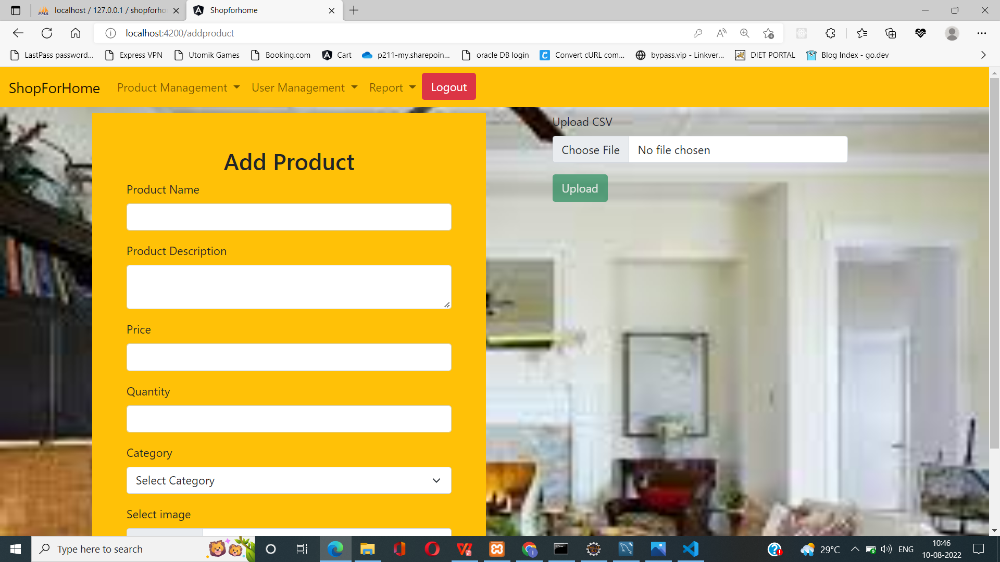 localhost / 127.0.0.1 / shopforho
Shopforhome
localhost:4200/addproduct
LastPass password... Express VPN Utomik Games Booking.com Cart p211-my.sharepoin... oracle DB login Convert cURL com... bypass.vip - Linkver... DIET PORTAL Blog Index - go.dev
ShopForHome Product Management User Management Report Logout
Add Product
Product Name
Product Description
Price
Quantity
Category
Select Category
Select image
Upload CSV
Choose File No file chosen
Upload
Type here to search
29°C ENG
10:46
10-08-2022